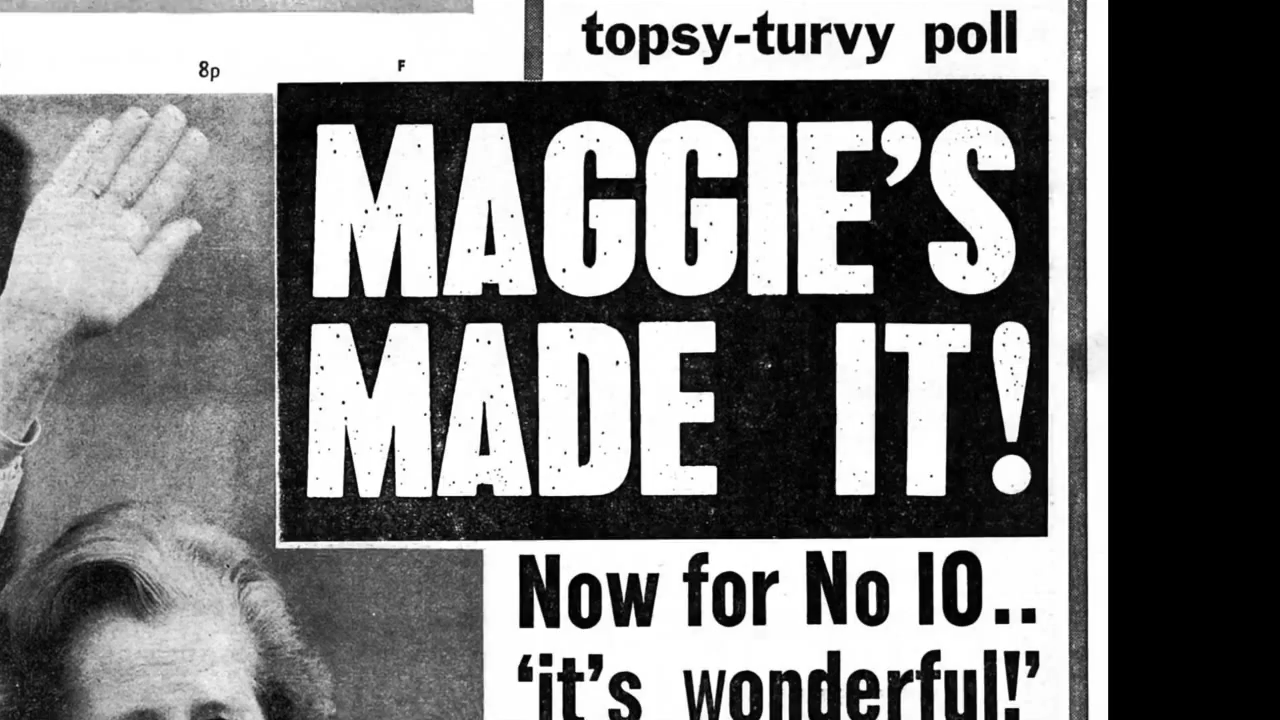 topsy-turvy poll
8p F
MAGGIE'S
MADE IT!
Now for No 10..
‘it’s wonderful!’